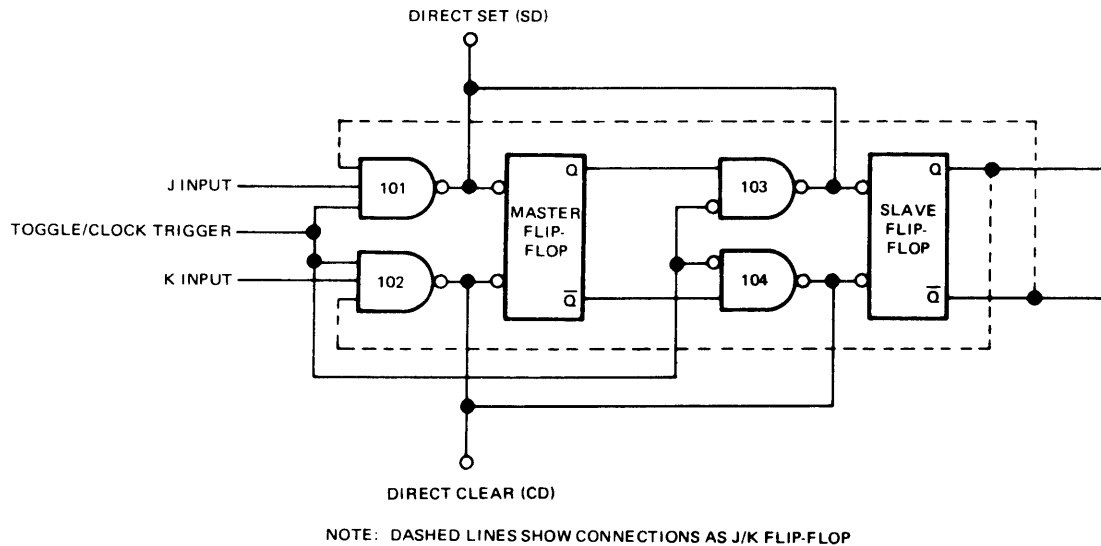 DIRECT SET (SD)
J INPUT
TOGGLE/CLOCK TRIGGER
K INPUT
101
102
Q
MASTER
FLIP-
FLOP
Q̅
103
104
Q
SLAVE
FLIP-
FLOP
Q̅
DIRECT CLEAR (CD)
NOTE: DASHED LINES SHOW CONNECTIONS AS J/K FLIP-FLOP